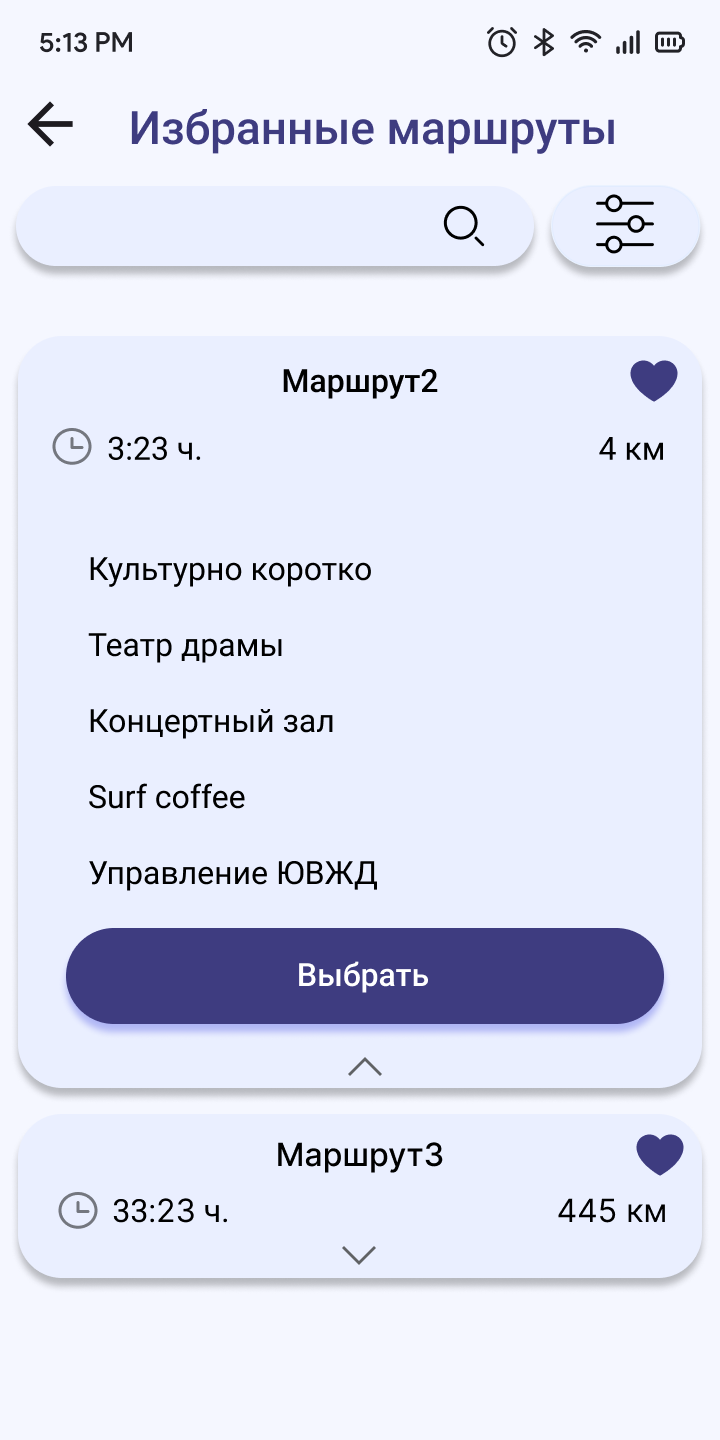 5:13 PM
Избранные маршруты
Маршрут2
3:23 ч.
4 км
Культурно коротко
Театр драмы
Концертный зал
Surf coffee
Управление ЮВЖД
Выбрать
Маршрут3
33:23 ч.
445 км